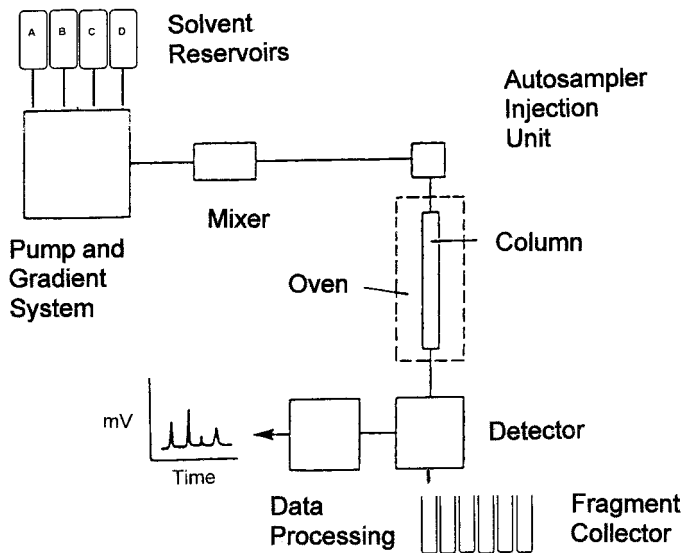 A B C D
Solvent
Reservoirs
Autosampler
Injection
Unit
Mixer
Pump and
Gradient
System
Column
Oven
mV
Time
Detector
Data
Processing
Fragment
Collector